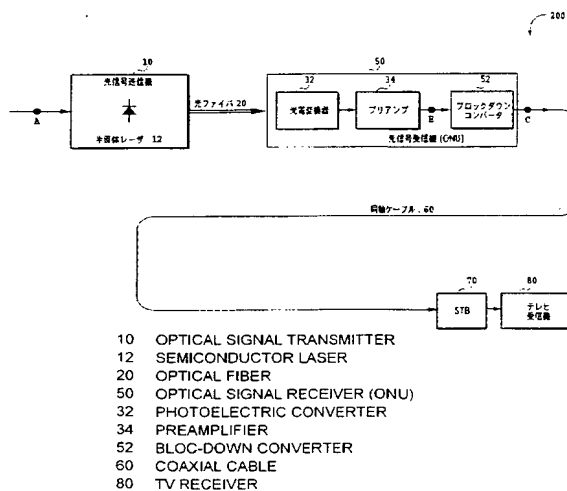 200
10
光信号送信機
半導体レーザ 12
A
光ファイバ 20
50
32
光電変換器
34
プリアンプ
B
52
ブロックダウン
コンバータ
C
光信号受信機 (ONU)
同軸ケーブル 60
70
STB
80
テレビ
受信機
10 OPTICAL SIGNAL TRANSMITTER
12 SEMICONDUCTOR LASER
20 OPTICAL FIBER
50 OPTICAL SIGNAL RECEIVER (ONU)
32 PHOTOELECTRIC CONVERTER
34 PREAMPLIFIER
52 BLOC-DOWN CONVERTER
60 COAXIAL CABLE
80 TV RECEIVER